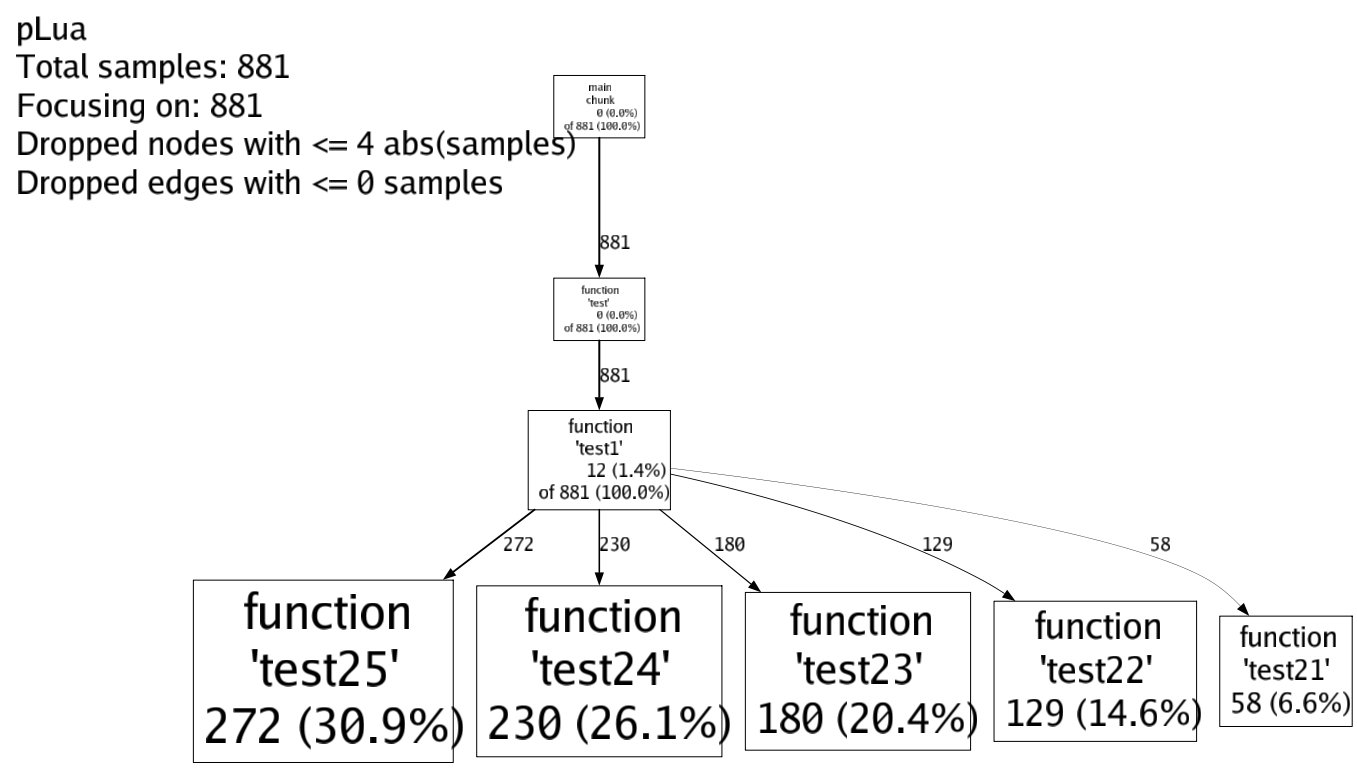 pLua
Total samples: 881
Focusing on: 881
Dropped nodes with <= 4 abs(samples)
Dropped edges with <= 0 samples
main
chunk
0 (0.0%)
of 881 (100.0%)
881
function
'test'
0 (0.0%)
of 881 (100.0%)
881
function
'test1'
12 (1.4%)
of 881 (100.0%)
272
230
180
129
58
function
'test25'
272 (30.9%)
function
'test24'
230 (26.1%)
function
'test23'
180 (20.4%)
function
'test22'
129 (14.6%)
function
'test21'
58 (6.6%)